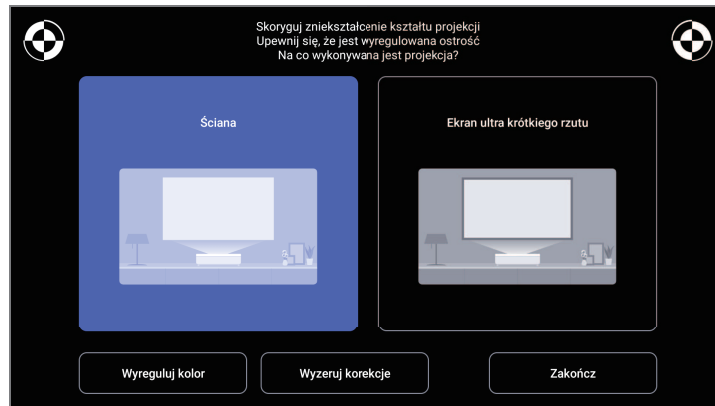 Skoryguj zniekształcenie kształtu projekcji
Upewnij się, że jest wyregulowana ostrość
Na co wykonywana jest projekcja?
Ściana
Ekran ultra krótkiego rzutu
Wyreguluj kolor
Wyzeruj korekcje
Zakończ